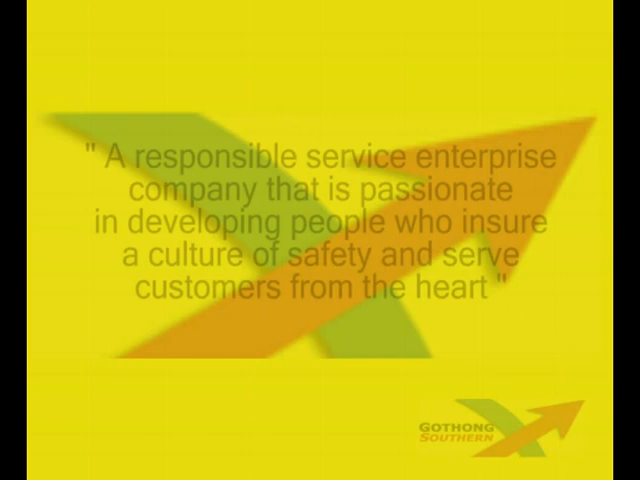 " A responsible service enterprise
company that is passionate
in developing people who insure
a culture of safety and serve
customers from the heart "
GOTHONG
SOUTHERN